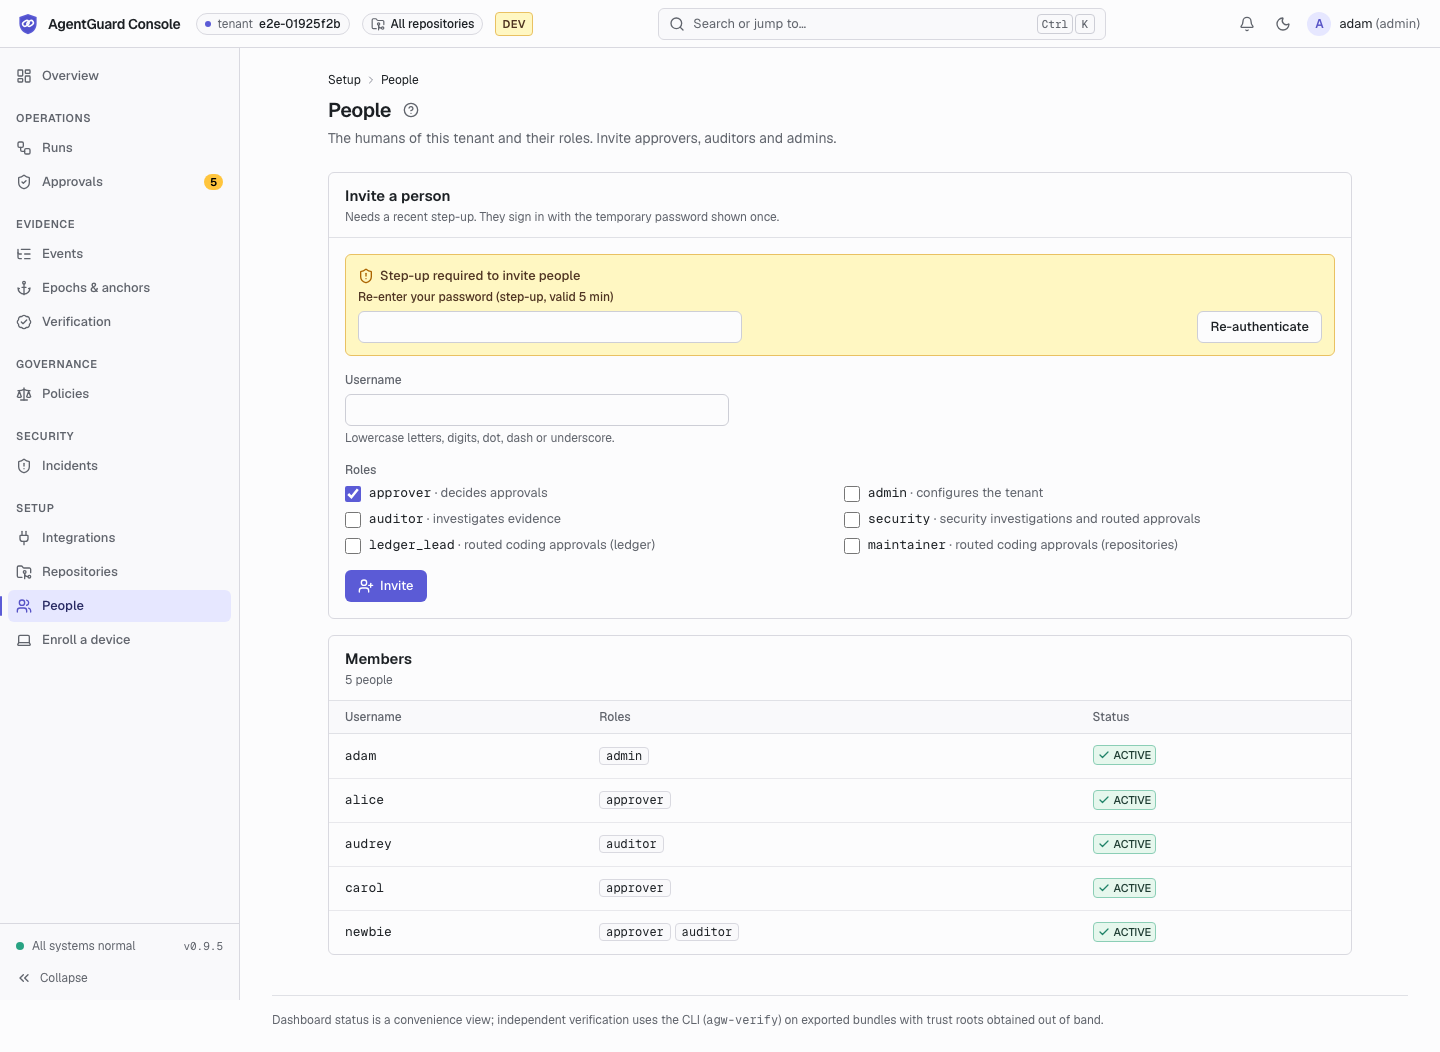 AgentGuard Console
tenant e2e-01925f2b
All repositories
DEV
Search or jump to…
Ctrl K
A
adam (admin)
Overview
OPERATIONS
Runs
Approvals 5
EVIDENCE
Events
Epochs & anchors
Verification
GOVERNANCE
Policies
SECURITY
Incidents
SETUP
Integrations
Repositories
People
Enroll a device
All systems normal v0.9.5
Collapse
Setup People
People
The humans of this tenant and their roles. Invite approvers, auditors and admins.
Invite a person
Needs a recent step-up. They sign in with the temporary password shown once.
Step-up required to invite people
Re-enter your password (step-up, valid 5 min)
Re-authenticate
Username
Lowercase letters, digits, dot, dash or underscore.
Roles
approver · decides approvals
admin · configures the tenant
auditor · investigates evidence
security · security investigations and routed approvals
ledger_lead · routed coding approvals (ledger)
maintainer · routed coding approvals (repositories)
Invite
Members
5 people
Username Roles Status
adam admin ACTIVE
alice approver ACTIVE
audrey auditor ACTIVE
carol approver ACTIVE
newbie approver auditor ACTIVE
Dashboard status is a convenience view; independent verification uses the CLI (agw-verify) on exported bundles with trust roots obtained out of band.